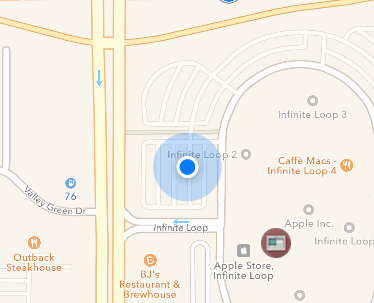 Infinite Loop 3
Infinite Loop 2
Caffè Macs -
Infinite Loop 4
76
Valley Green Dr
Apple Inc.
Infinite Loop
Infinite Loop
Outback
Steakhouse
BJ's
Restaurant &
Brewhouse
Apple Store,
Infinite Loop